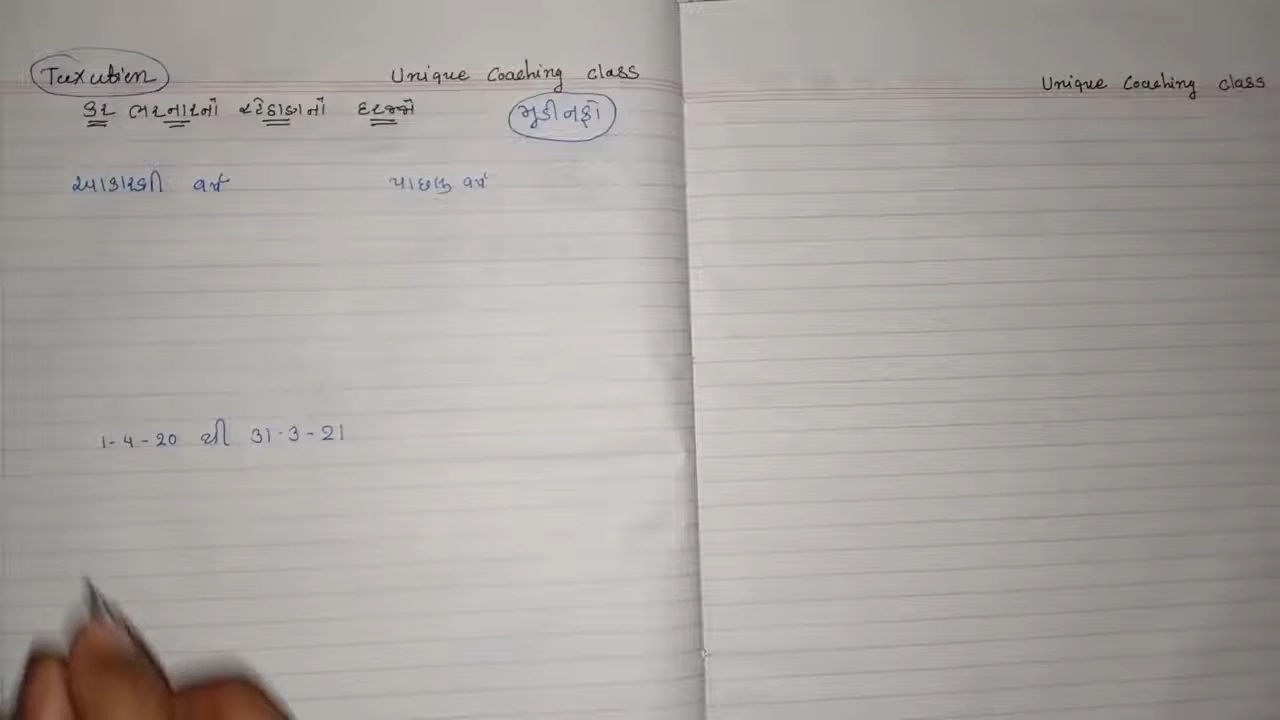 Taxation
Unique Coaching class
કર ભરનારનો રહેઠાણનો દરજ્જો
મૂડીનફો
આકારણી વર્ષ
પાછલુ વર્ષ
1-4-20 થી 31-3-21
Unique Coaching class